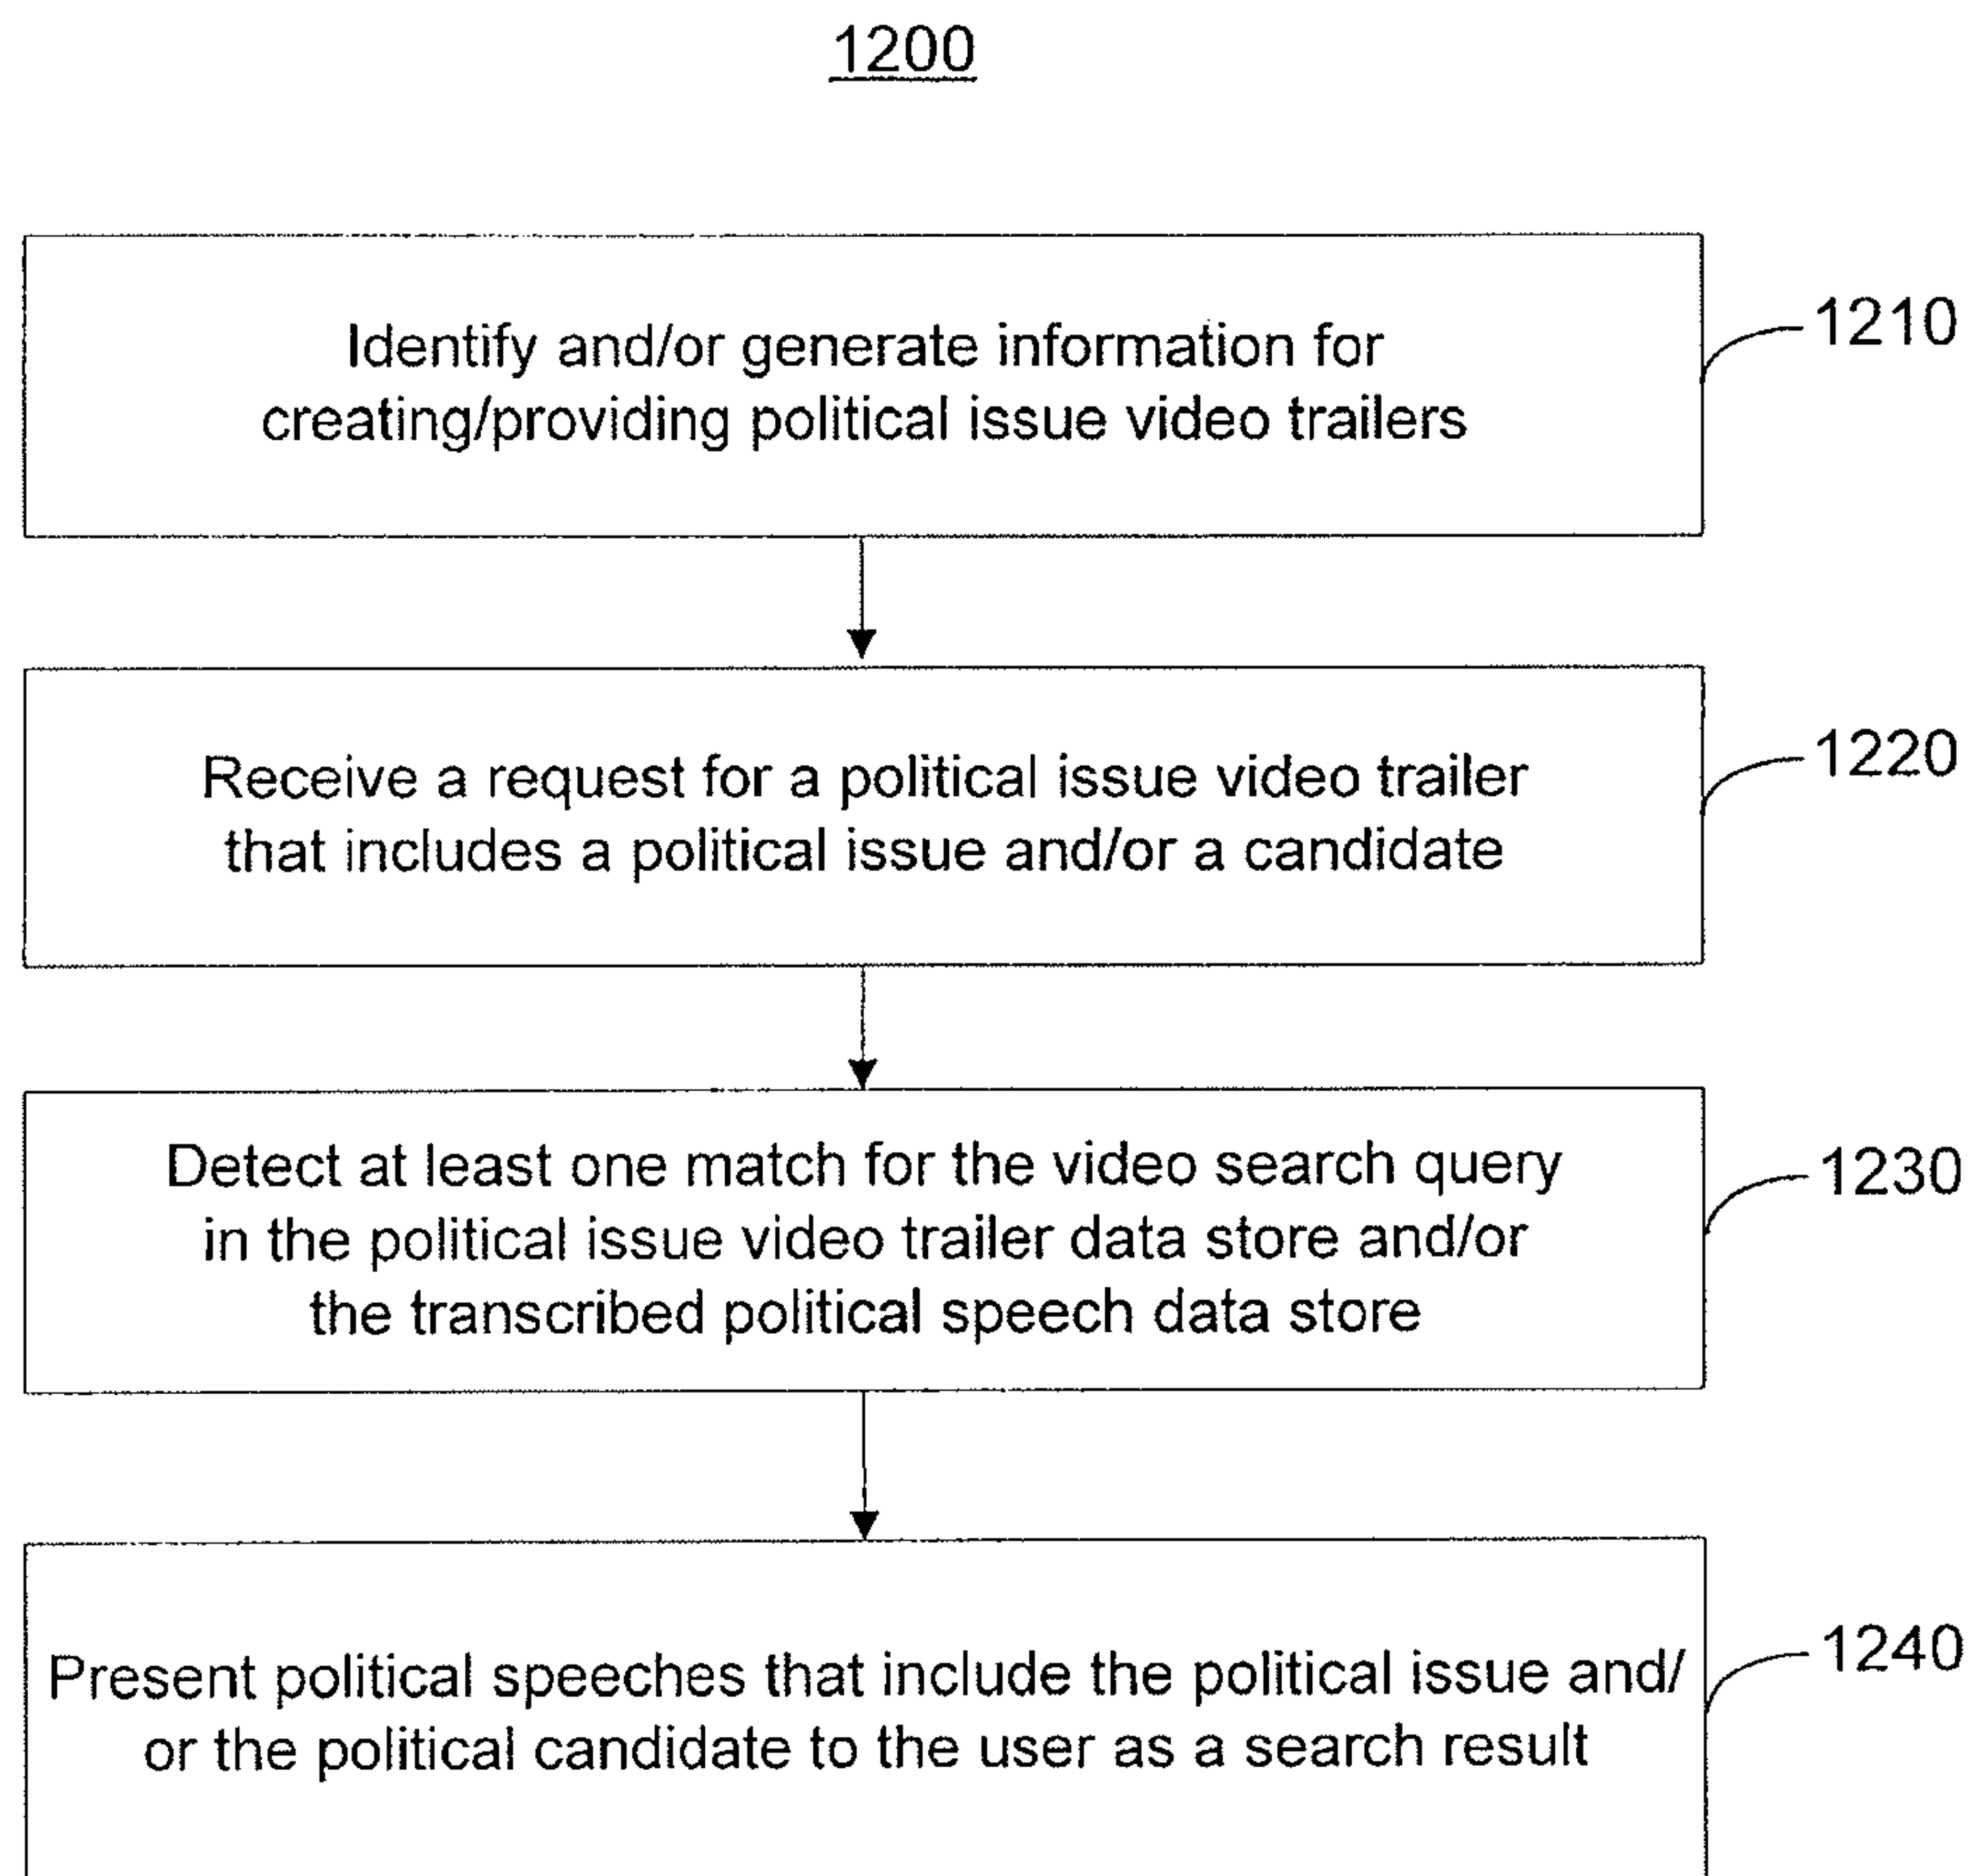 1200
Identify and/or generate information for
creating/providing political issue video trailers
1210
Receive a request for a political issue video trailer
that includes a political issue and/or a candidate
1220
Detect at least one match for the video search query
in the political issue video trailer data store and/or
the transcribed political speech data store
1230
Present political speeches that include the political issue and/
or the political candidate to the user as a search result
1240